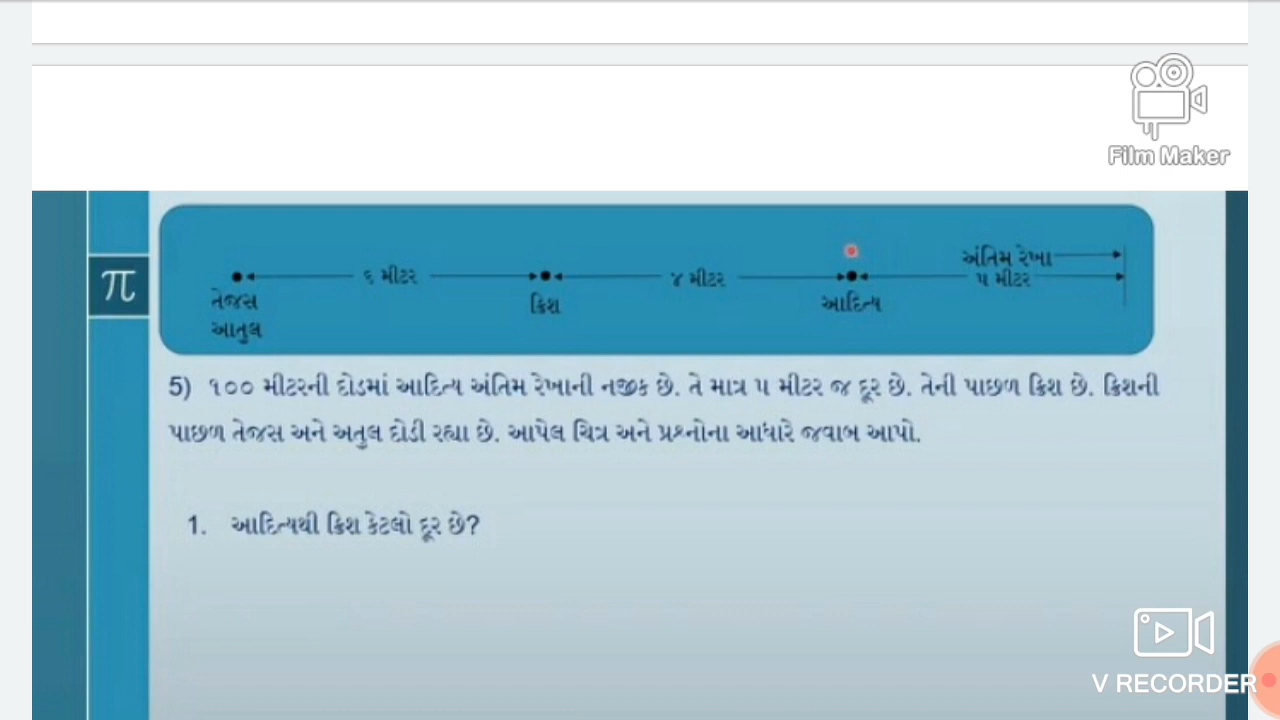 Film Maker
π
અંતિમ રેખા
૬ મીટર ૪ મીટર ૫ મીટર
તેજસ ક્રિશ આદિત્ય
આતુલ
5) ૧૦૦ મીટરની દોડમાં આદિત્ય અંતિમ રેખાની નજીક છે. તે માત્ર ૫ મીટર જ દૂર છે. તેની પાછળ ક્રિશ છે. ક્રિશની
પાછળ તેજસ અને અતુલ દોડી રહ્યા છે. આપેલ ચિત્ર અને પ્રશ્નોના આધારે જવાબ આપો.
1. આદિત્યથી ક્રિશ કેટલો દૂર છે?
V RECORDER